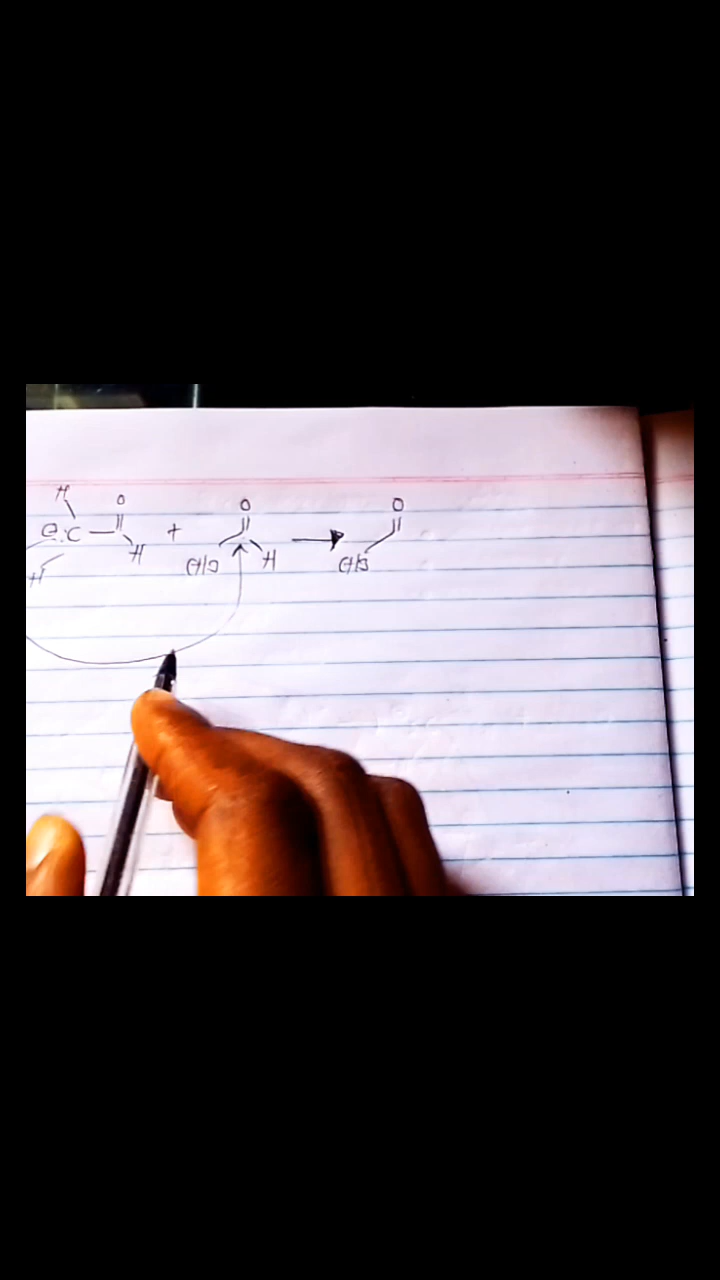 H O O O
⊖:C — H + CH3 H → CH3
H